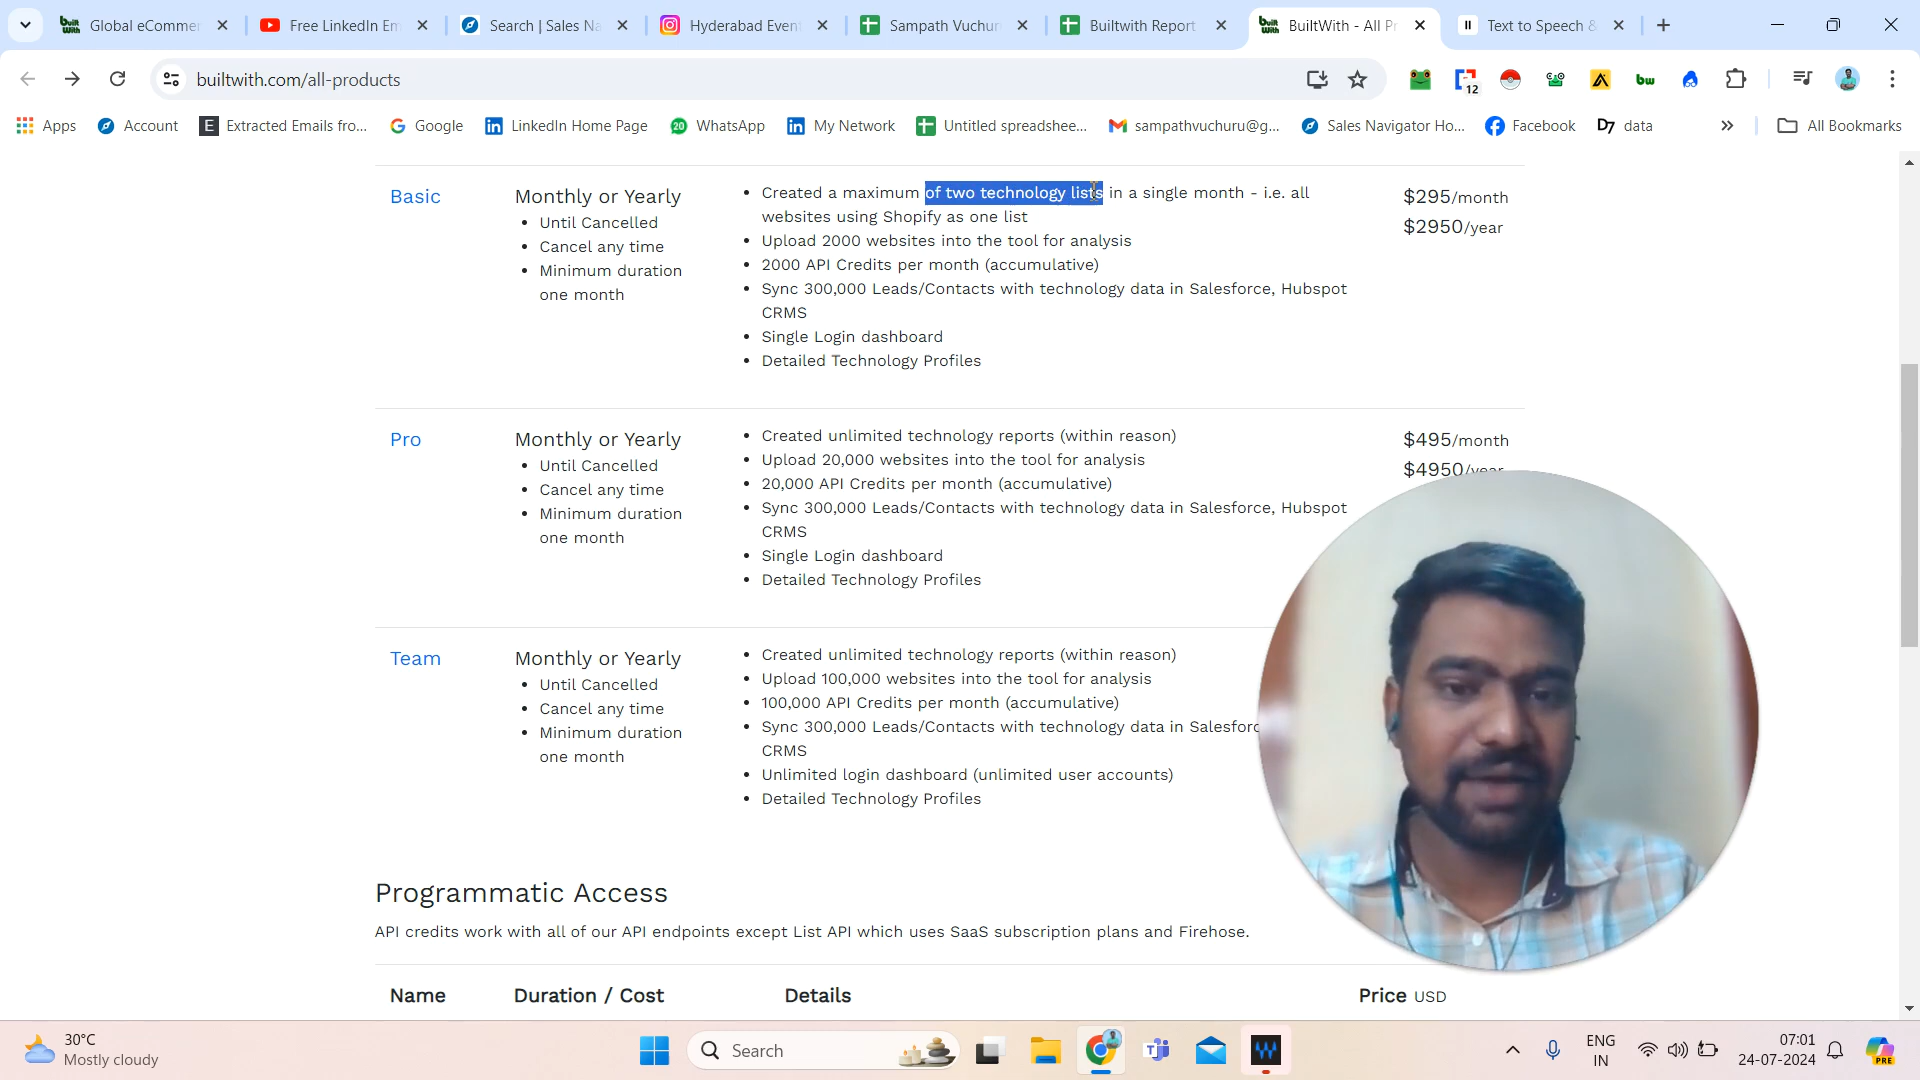 Global eCommer
Free LinkedIn Em
Search | Sales Na
Hyderabad Event
Sampath Vuchur
Builtwith Report
BuiltWith - All Pr
Text to Speech &
builtwith.com/all-products
12
bw
Apps
Account
Extracted Emails fro...
Google
LinkedIn Home Page
20
WhatsApp
My Network
Untitled spreadshee...
sampathvuchuru@g...
Sales Navigator Ho...
Facebook
data
All Bookmarks
Basic
Monthly or Yearly
Until Cancelled
Cancel any time
Minimum duration
one month
Created a maximum of two technology lists in a single month - i.e. all
websites using Shopify as one list
Upload 2000 websites into the tool for analysis
2000 API Credits per month (accumulative)
Sync 300,000 Leads/Contacts with technology data in Salesforce, Hubspot
CRMS
Single Login dashboard
Detailed Technology Profiles
$295/month
$2950/year
Pro
Monthly or Yearly
Until Cancelled
Cancel any time
Minimum duration
one month
Created unlimited technology reports (within reason)
Upload 20,000 websites into the tool for analysis
20,000 API Credits per month (accumulative)
Sync 300,000 Leads/Contacts with technology data in Salesforce, Hubspot
CRMS
Single Login dashboard
Detailed Technology Profiles
$495/month
$4950/year
Team
Monthly or Yearly
Until Cancelled
Cancel any time
Minimum duration
one month
Created unlimited technology reports (within reason)
Upload 100,000 websites into the tool for analysis
100,000 API Credits per month (accumulative)
Sync 300,000 Leads/Contacts with technology data in Salesforc
CRMS
Unlimited login dashboard (unlimited user accounts)
Detailed Technology Profiles
Programmatic Access
API credits work with all of our API endpoints except List API which uses SaaS subscription plans and Firehose.
Name
Duration / Cost
Details
Price USD
30°C
Mostly cloudy
Search
ENG
IN
07:01
24-07-2024
PRE